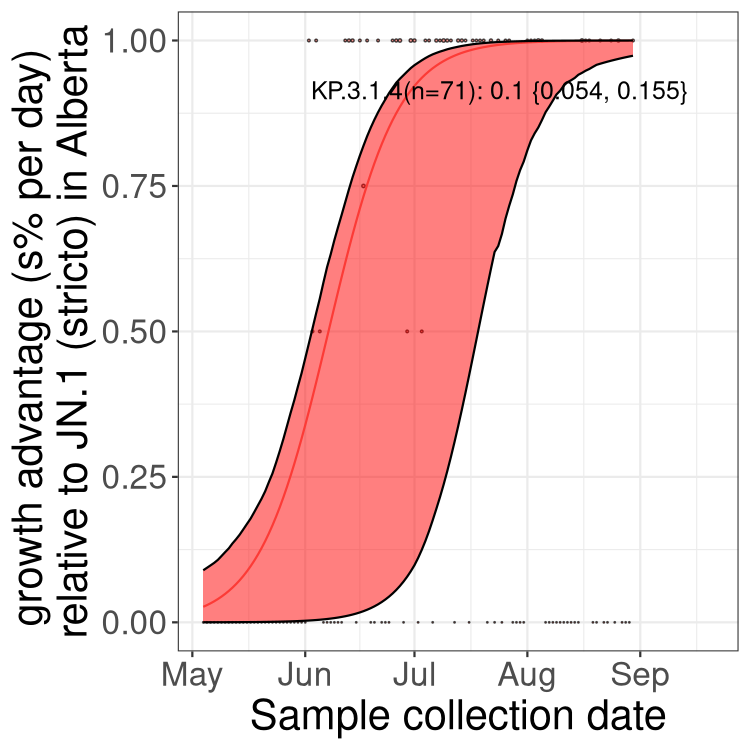 growth advantage (s% per day)
relative to JN.1 (stricto) in Alberta
1.00
0.75
0.50
0.25
0.00
KP.3.1.4(n=71): 0.1 {0.054, 0.155}
May Jun Jul Aug Sep
Sample collection date